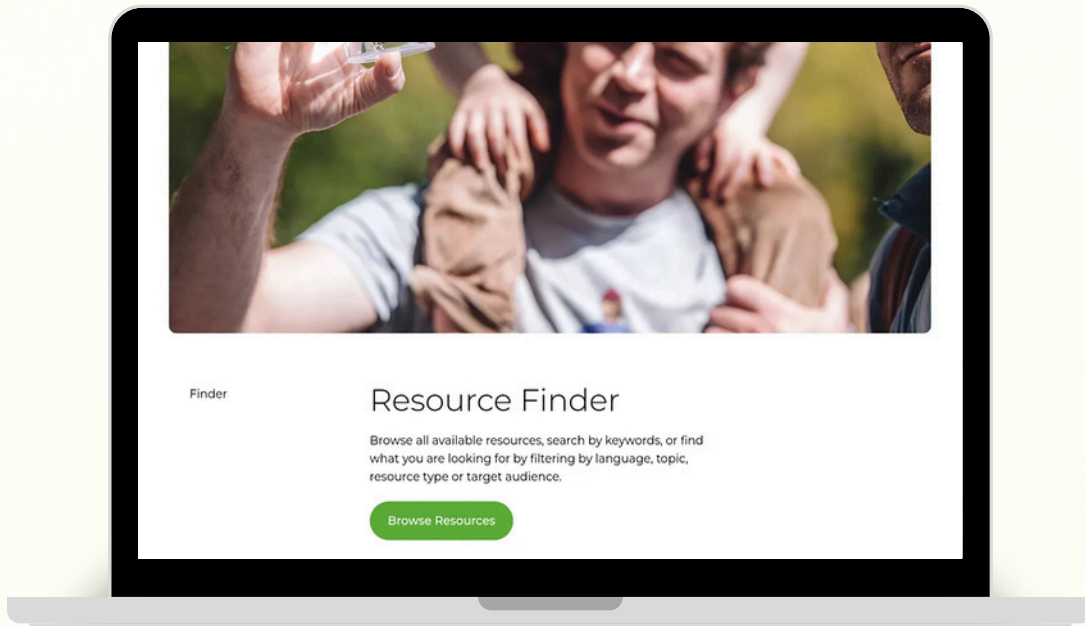 Finder
Resource Finder
Browse all available resources, search by keywords, or find
what you are looking for by filtering by language, topic,
resource type or target audience.
Browse Resources